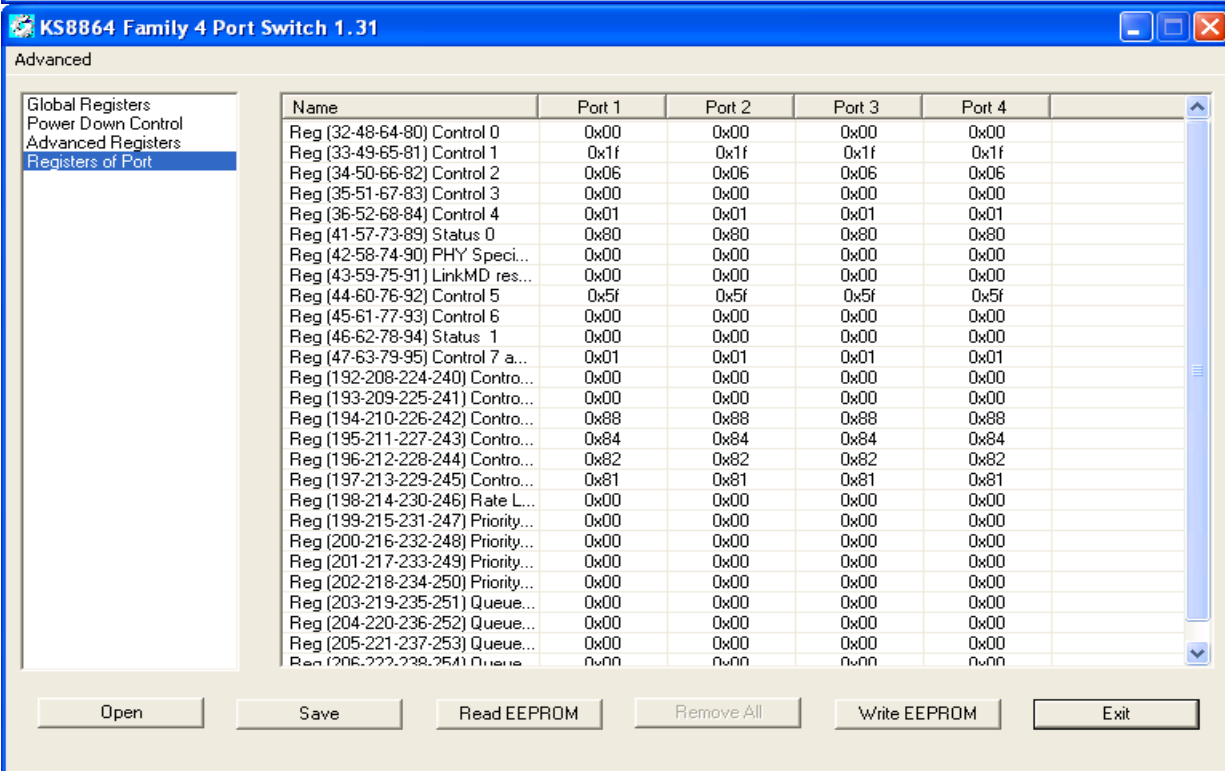 KS8864 Family 4 Port Switch 1.31
Advanced
Global Registers
Power Down Control
Advanced Registers
Registers of Port
Name Port 1 Port 2 Port 3 Port 4
Reg (32-48-64-80) Control 0 0x00 0x00 0x00 0x00
Reg (33-49-65-81) Control 1 0x1f 0x1f 0x1f 0x1f
Reg (34-50-66-82) Control 2 0x06 0x06 0x06 0x06
Reg (35-51-67-83) Control 3 0x00 0x00 0x00 0x00
Reg (36-52-68-84) Control 4 0x01 0x01 0x01 0x01
Reg (41-57-73-89) Status 0 0x80 0x80 0x80 0x80
Reg (42-58-74-90) PHY Speci... 0x00 0x00 0x00 0x00
Reg (43-59-75-91) LinkMD res... 0x00 0x00 0x00 0x00
Reg (44-60-76-92) Control 5 0x5f 0x5f 0x5f 0x5f
Reg (45-61-77-93) Control 6 0x00 0x00 0x00 0x00
Reg (46-62-78-94) Status 1 0x00 0x00 0x00 0x00
Reg (47-63-79-95) Control 7 a... 0x01 0x01 0x01 0x01
Reg (192-208-224-240) Contro... 0x00 0x00 0x00 0x00
Reg (193-209-225-241) Contro... 0x00 0x00 0x00 0x00
Reg (194-210-226-242) Contro... 0x88 0x88 0x88 0x88
Reg (195-211-227-243) Contro... 0x84 0x84 0x84 0x84
Reg (196-212-228-244) Contro... 0x82 0x82 0x82 0x82
Reg (197-213-229-245) Contro... 0x81 0x81 0x81 0x81
Reg (198-214-230-246) Rate L... 0x00 0x00 0x00 0x00
Reg (199-215-231-247) Priority... 0x00 0x00 0x00 0x00
Reg (200-216-232-248) Priority... 0x00 0x00 0x00 0x00
Reg (201-217-233-249) Priority... 0x00 0x00 0x00 0x00
Reg (202-218-234-250) Priority... 0x00 0x00 0x00 0x00
Reg (203-219-235-251) Queue... 0x00 0x00 0x00 0x00
Reg (204-220-236-252) Queue... 0x00 0x00 0x00 0x00
Reg (205-221-237-253) Queue... 0x00 0x00 0x00 0x00
Reg (206-222-238-254) Queue... 0x00 0x00 0x00 0x00
Open Save Read EEPROM Remove All Write EEPROM Exit